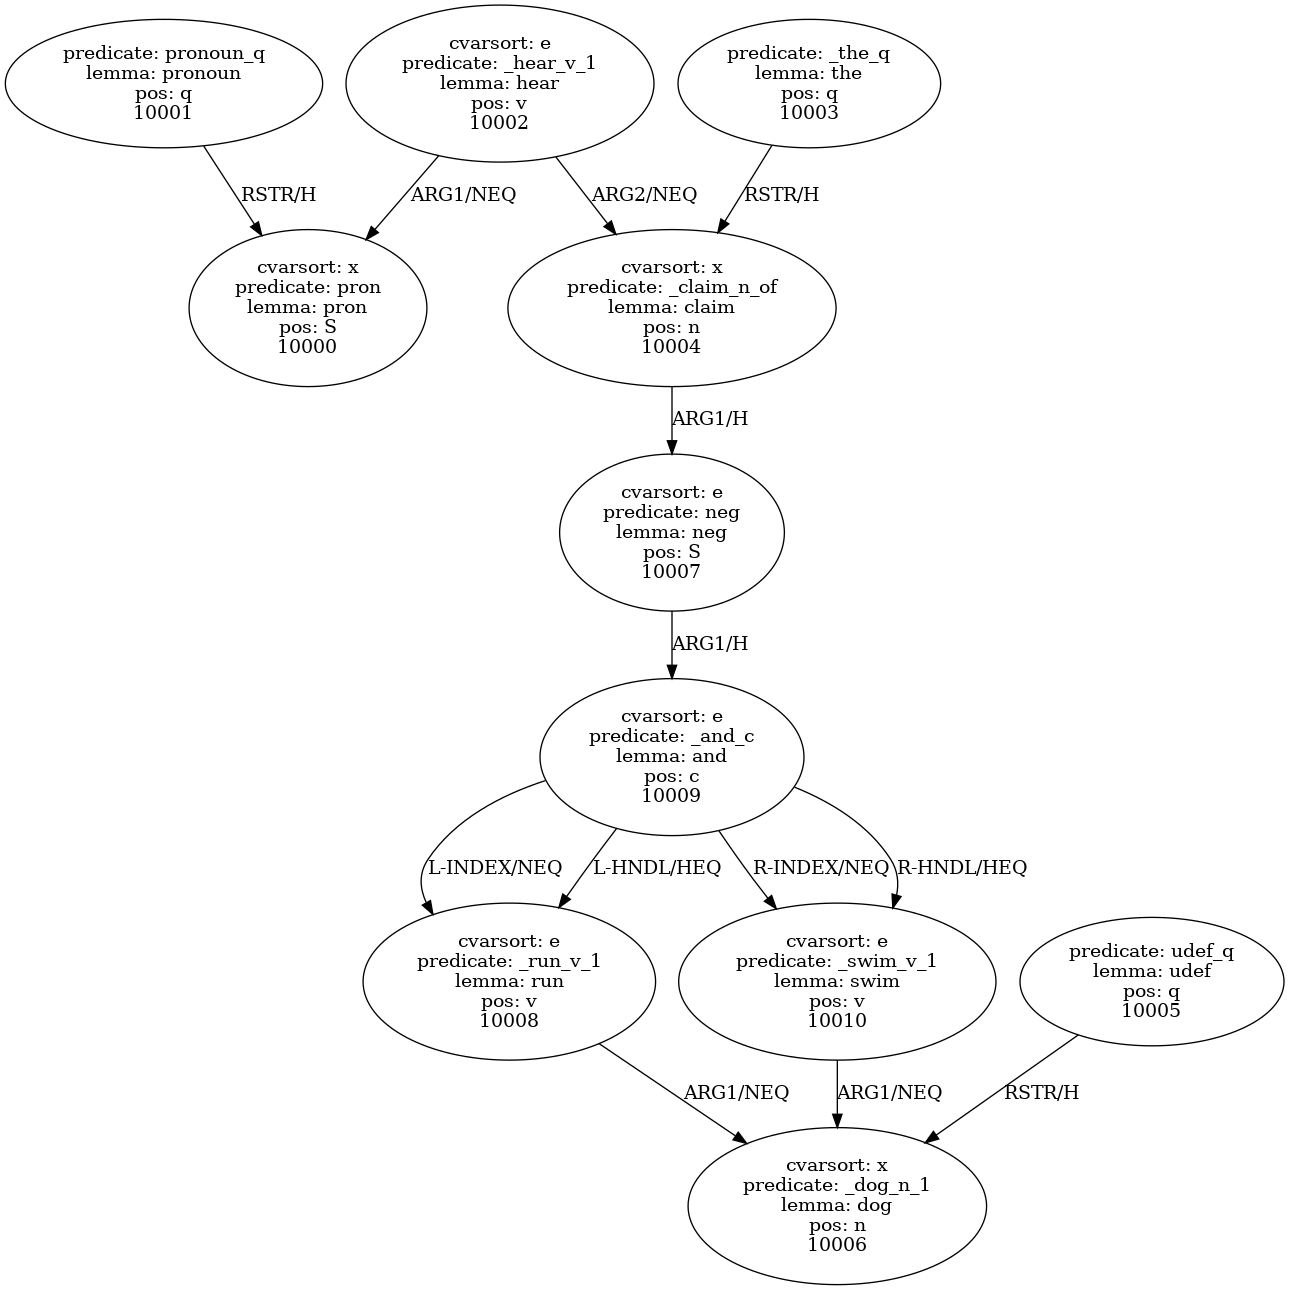 predicate: pronoun_q
lemma: pronoun
pos: q
10001
cvarsort: e
predicate: _hear_v_1
lemma: hear
pos: v
10002
predicate: _the_q
lemma: the
pos: q
10003
RSTR/H
ARG1/NEQ
ARG2/NEQ
RSTR/H
cvarsort: x
predicate: pron
lemma: pron
pos: S
10000
cvarsort: x
predicate: _claim_n_of
lemma: claim
pos: n
10004
ARG1/H
cvarsort: e
predicate: neg
lemma: neg
pos: S
10007
ARG1/H
cvarsort: e
predicate: _and_c
lemma: and
pos: c
10009
L-INDEX/NEQ
L-HNDL/HEQ
R-INDEX/NEQ
R-HNDL/HEQ
cvarsort: e
predicate: _run_v_1
lemma: run
pos: v
10008
cvarsort: e
predicate: _swim_v_1
lemma: swim
pos: v
10010
predicate: udef_q
lemma: udef
pos: q
10005
ARG1/NEQ
ARG1/NEQ
RSTR/H
cvarsort: x
predicate: _dog_n_1
lemma: dog
pos: n
10006